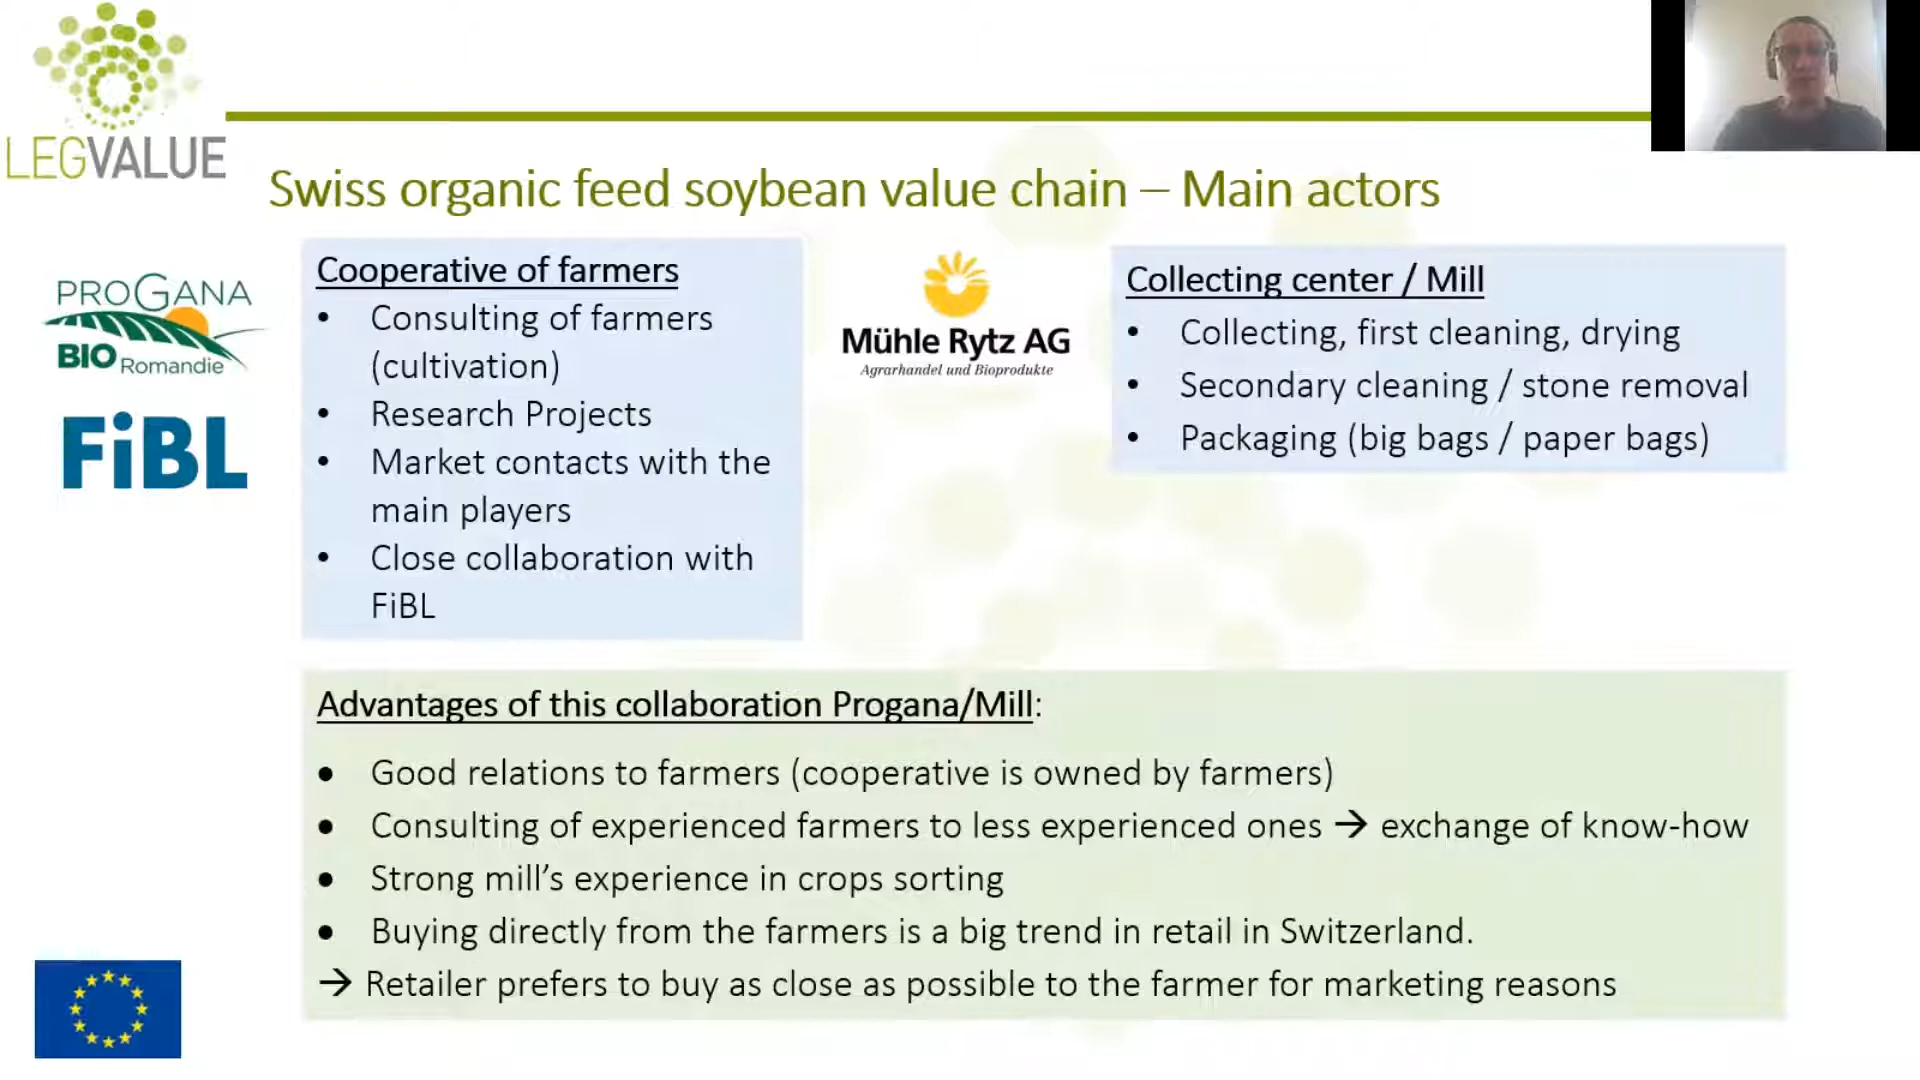 LEGVALUE
Swiss organic feed soybean value chain – Main actors
PROGANA
BIO Romandie
FiBL
Cooperative of farmers
• Consulting of farmers
(cultivation)
• Research Projects
• Market contacts with the
main players
• Close collaboration with
FiBL
Mühle Rytz AG
Agrarhandel und Bioprodukte
Collecting center / Mill
• Collecting, first cleaning, drying
• Secondary cleaning / stone removal
• Packaging (big bags / paper bags)
Advantages of this collaboration Progana/Mill:
• Good relations to farmers (cooperative is owned by farmers)
• Consulting of experienced farmers to less experienced ones → exchange of know-how
• Strong mill’s experience in crops sorting
• Buying directly from the farmers is a big trend in retail in Switzerland.
→ Retailer prefers to buy as close as possible to the farmer for marketing reasons